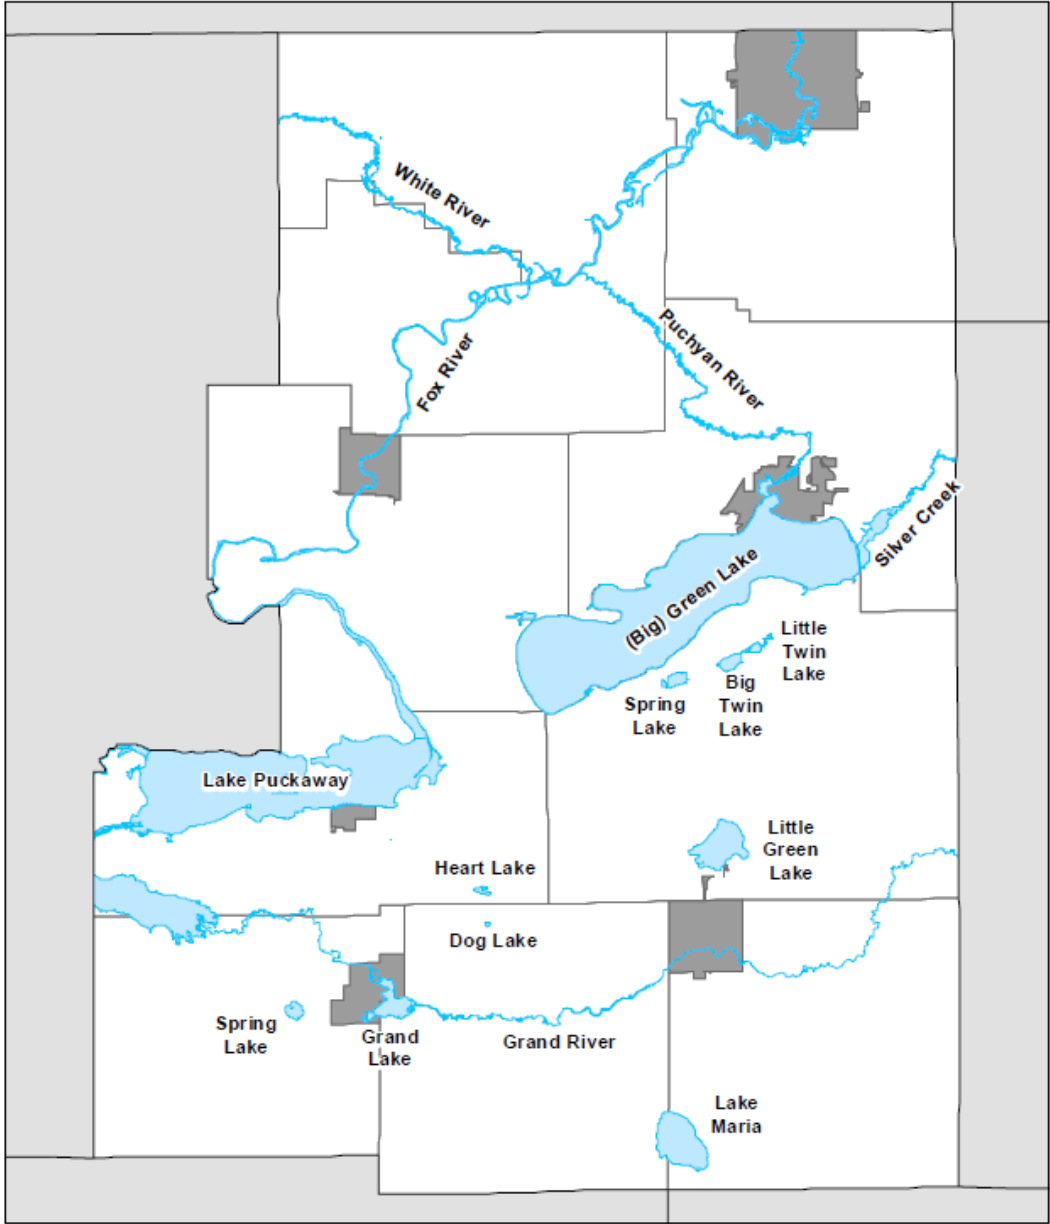 White River
Puchyan River
Fox River
Silver Creek
(Big) Green Lake
Little
Twin
Lake
Big
Twin
Lake
Spring
Lake
Lake Puckaway
Little
Green
Lake
Heart Lake
Dog Lake
Spring
Lake
Grand
Lake
Grand River
Lake
Maria